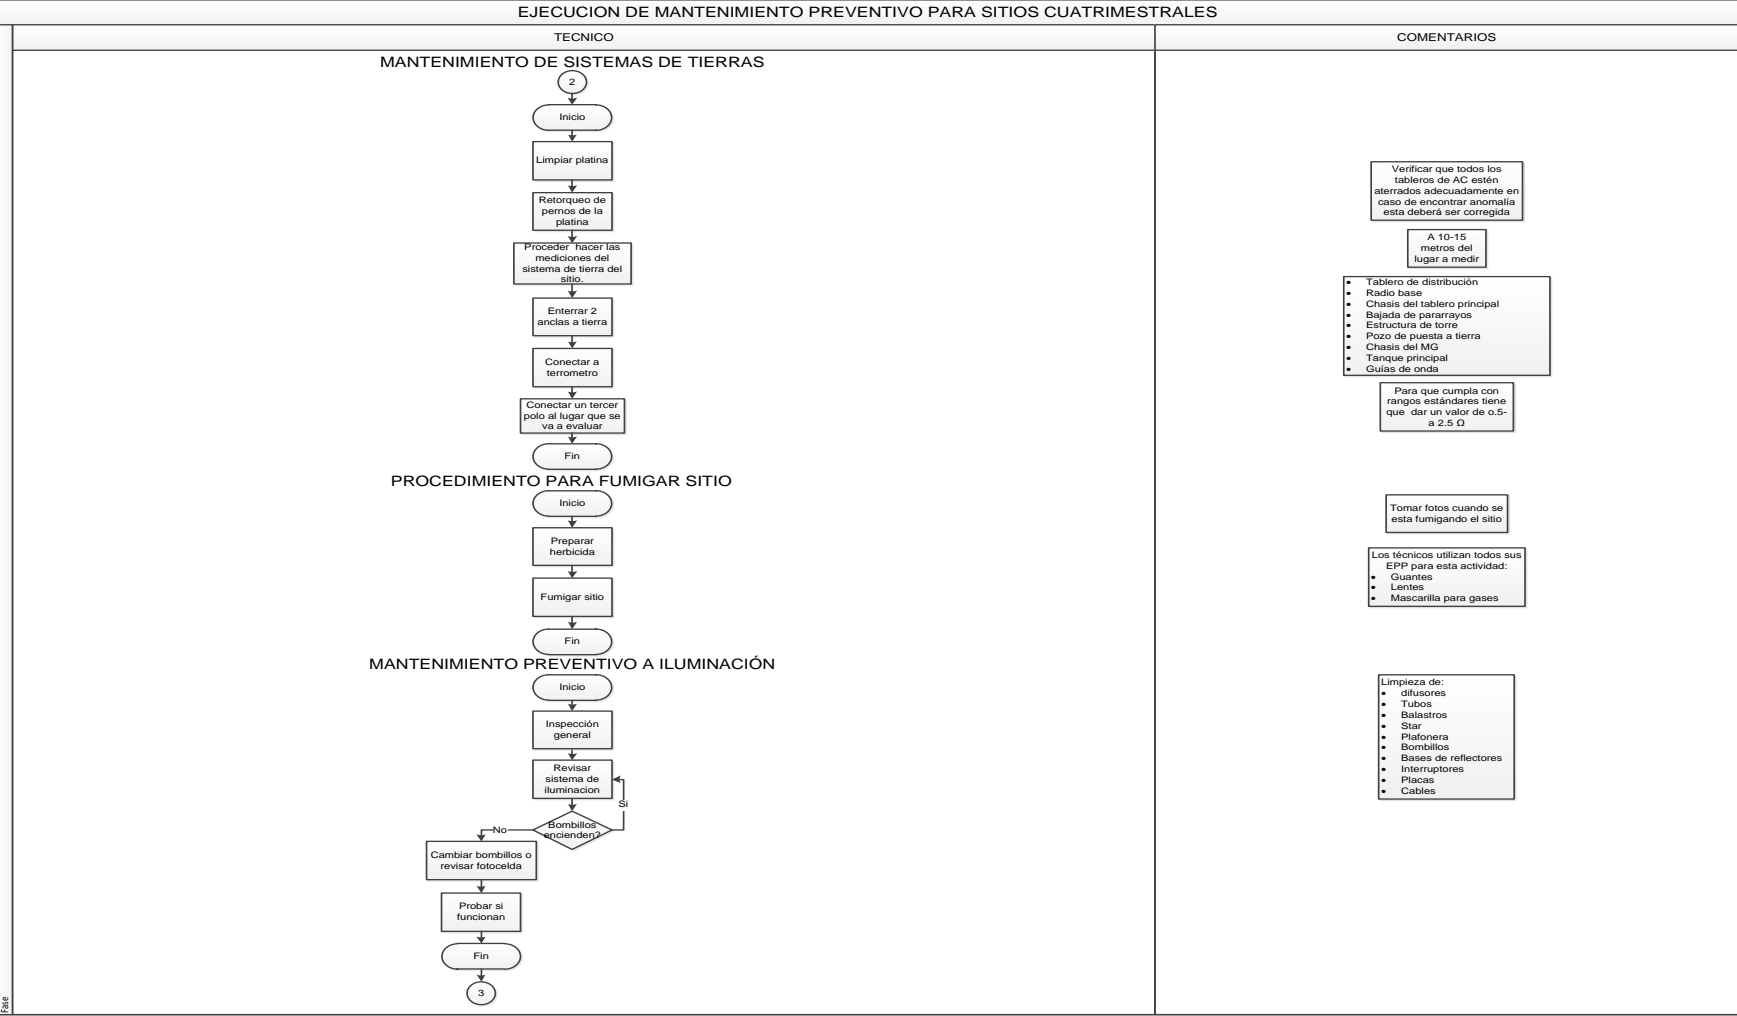 EJECUCION DE MANTENIMIENTO PREVENTIVO PARA SITIOS CUATRIMESTRALES
TECNICO
COMENTARIOS
MANTENIMIENTO DE SISTEMAS DE TIERRAS
2
Inicio
Limpiar platina
Retorqueo de
pernos de la
platina
Proceder hacer las
mediciones del
sistema de tierra del
sitio.
Enterrar 2
anclas a tierra
Conectar a
terrometro
Conectar un tercer
polo al lugar que se
va a evaluar
Fin
Verificar que todos los
tableros de AC estén
aterrados adecuadamente en
caso de encontrar anomalía
esta deberá ser corregida
A 10-15
metros del
lugar a medir
• Tablero de distribución
• Radio base
• Chasis del tablero principal
• Bajada de pararrayos
• Estructura de torre
• Pozo de puesta a tierra
• Chasis del MG
• Tanque principal
• Guías de onda
Para que cumpla con
rangos estándares tiene
que dar un valor de o.5-
a 2.5 Ω
PROCEDIMIENTO PARA FUMIGAR SITIO
Inicio
Preparar
herbicida
Fumigar sitio
Fin
Tomar fotos cuando se
esta fumigando el sitio
Los técnicos utilizan todos sus
EPP para esta actividad:
• Guantes
• Lentes
• Mascarilla para gases
MANTENIMIENTO PREVENTIVO A ILUMINACIÓN
Inicio
Inspección
general
Revisar
sistema de
iluminacion
Si
Bombillos
encienden?
No
Cambiar bombillos o
revisar fotocelda
Probar si
funcionan
Fin
3
Limpieza de:
• difusores
• Tubos
• Balastros
• Star
• Plafonera
• Bombillos
• Bases de reflectores
• Interruptores
• Placas
• Cables
Fase